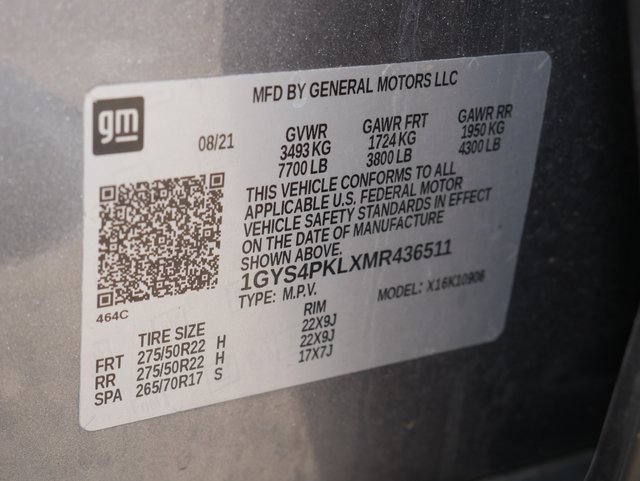 MFD BY GENERAL MOTORS LLC
gm
08/21
GVWR GAWR FRT GAWR RR
3493 KG 1724 KG 1950 KG
7700 LB 3800 LB 4300 LB
THIS VEHICLE CONFORMS TO ALL
APPLICABLE U.S. FEDERAL MOTOR
VEHICLE SAFETY STANDARDS IN EFFECT
ON THE DATE OF MANUFACTURE
SHOWN ABOVE.
1GYS4PKLXMR436511
TYPE: M.P.V. MODEL: X16K10906
464C
TIRE SIZE RIM
FRT 275/50R22 H 22X9J
RR 275/50R22 H 22X9J
SPA 265/70R17 S 17X7J